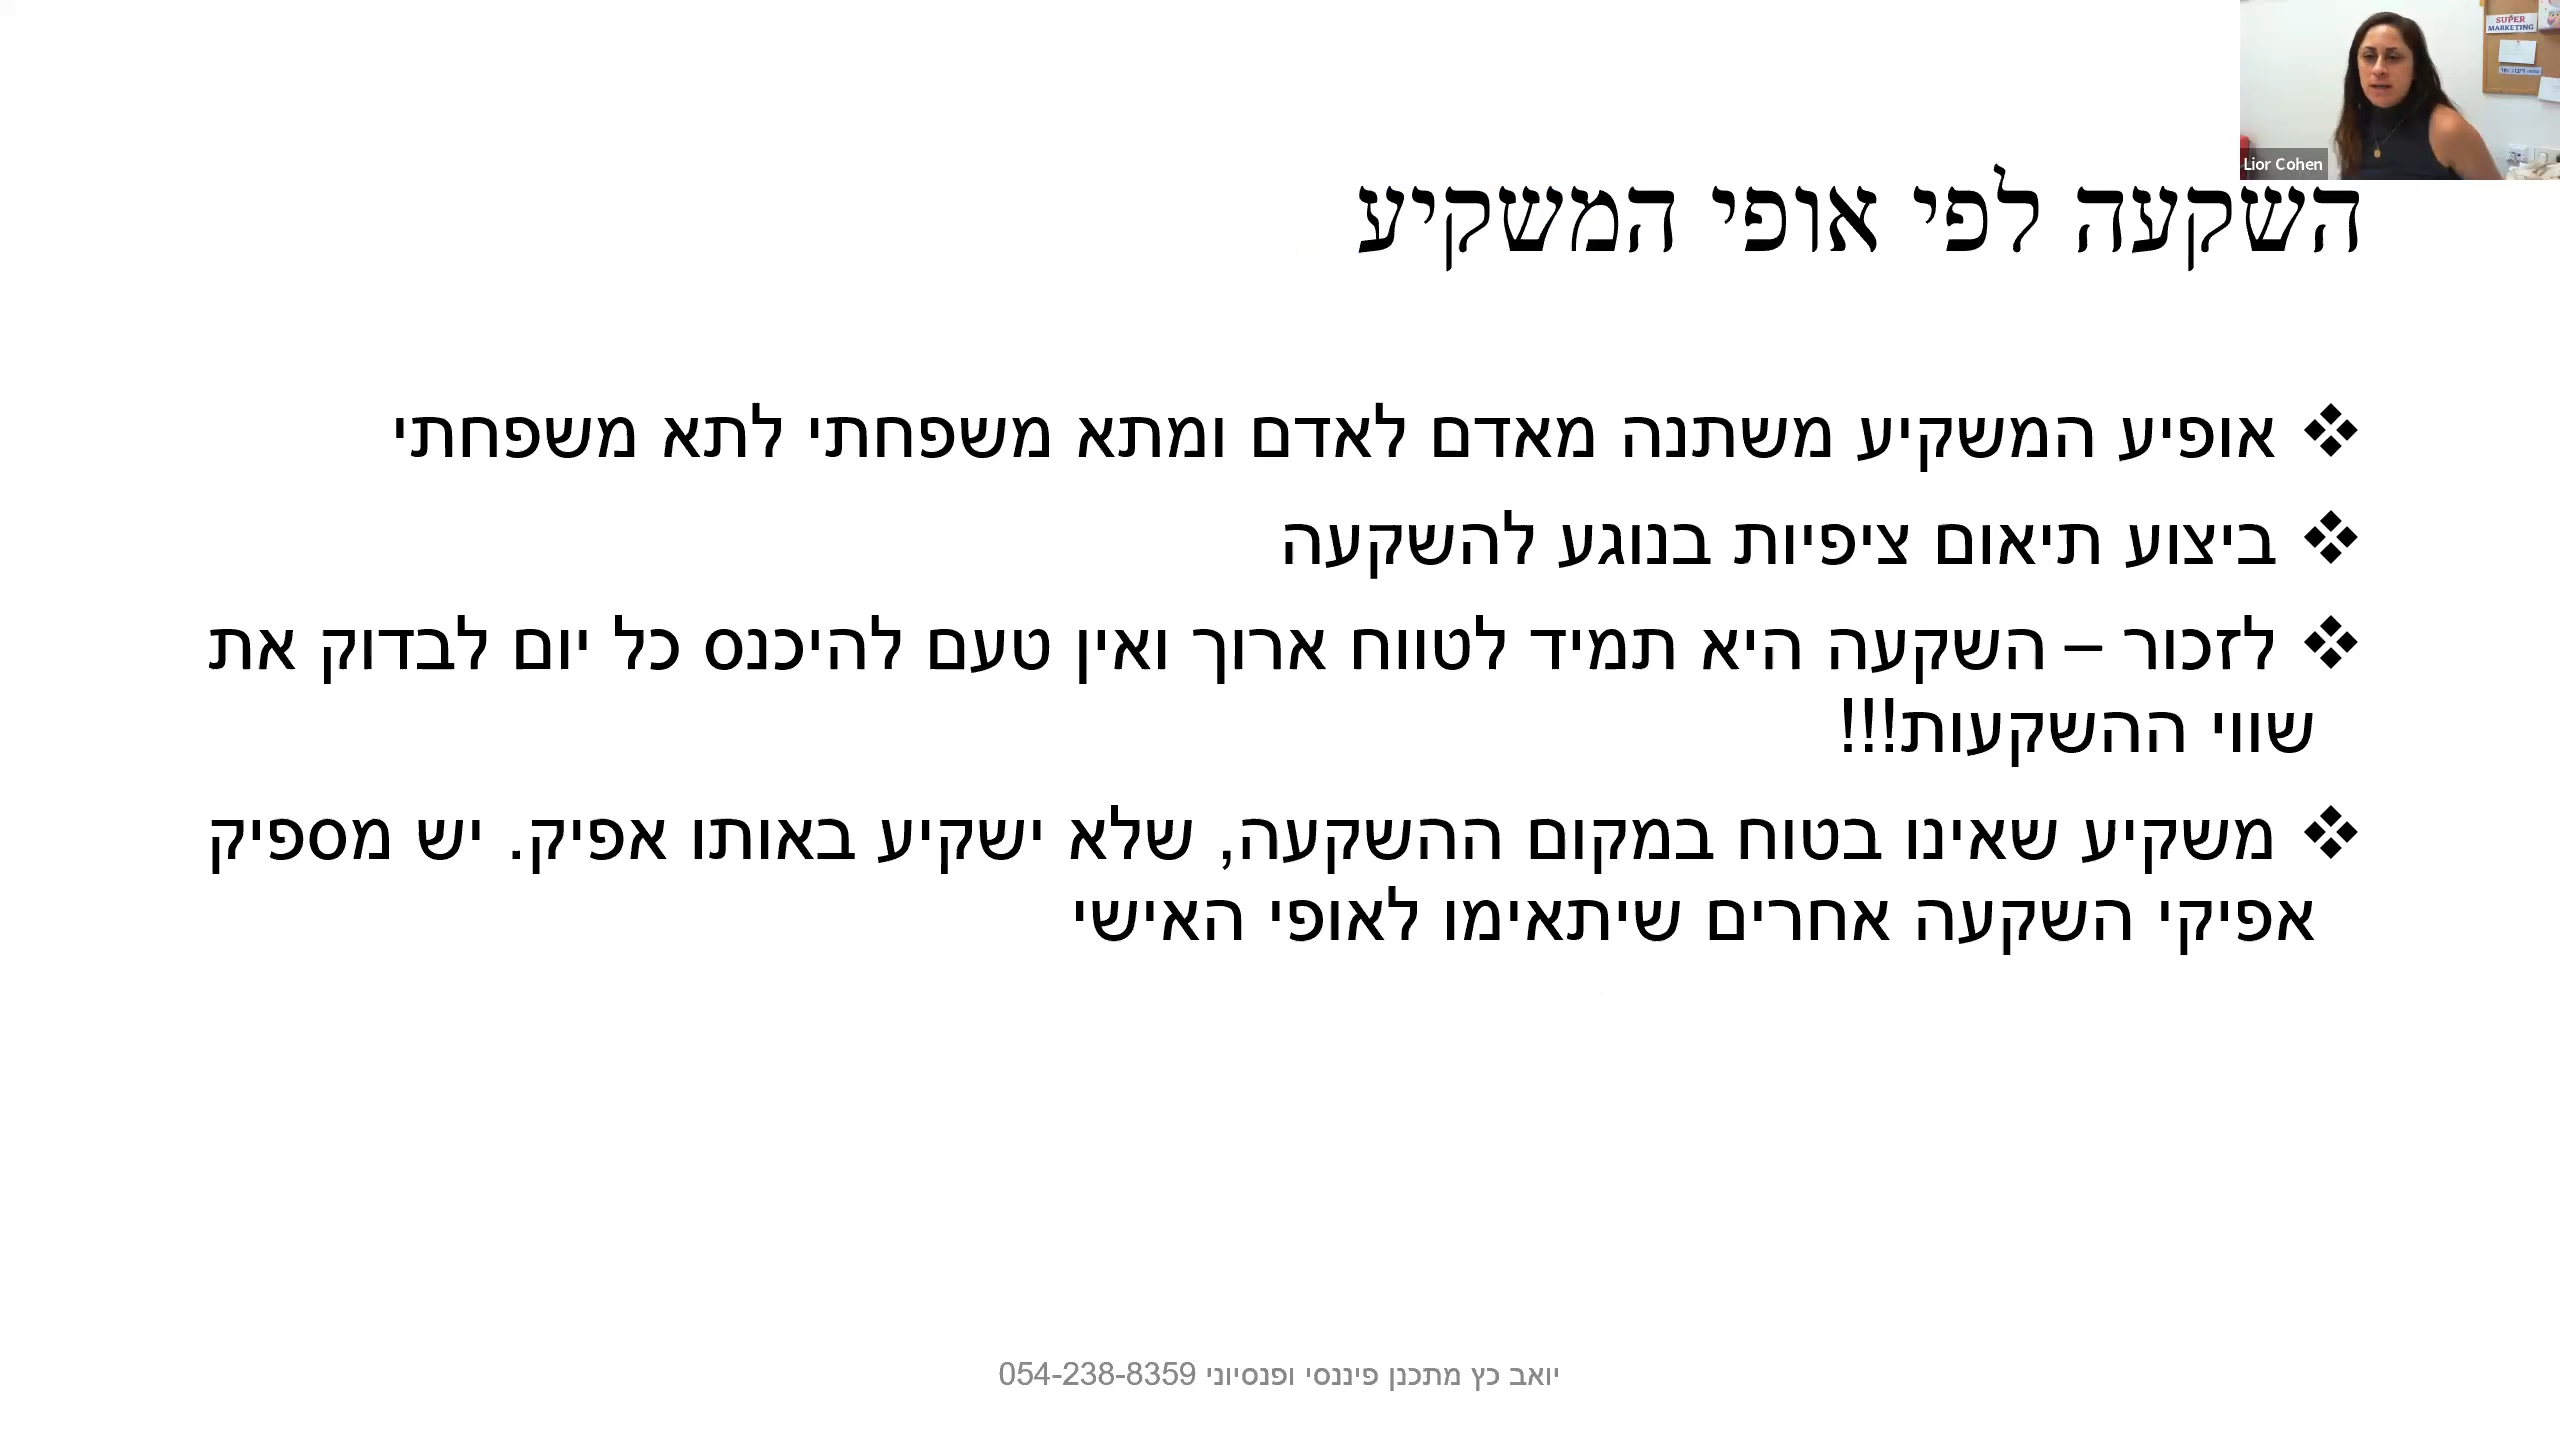 SUPER
MARKETING
Lior Cohen
השקעה לפי אופי המשקיע
❖ אופיע המשקיע משתנה מאדם לאדם ומתא משפחתי לתא משפחתי
❖ ביצוע תיאום ציפיות בנוגע להשקעה
❖ לזכור – השקעה היא תמיד לטווח ארוך ואין טעם להיכנס כל יום לבדוק את
שווי ההשקעות!!!
❖ משקיע שאינו בטוח במקום ההשקעה, שלא ישקיע באותו אפיק. יש מספיק
אפיקי השקעה אחרים שיתאימו לאופי האישי
יואב כץ מתכנן פיננסי ופנסיוני 054-238-8359